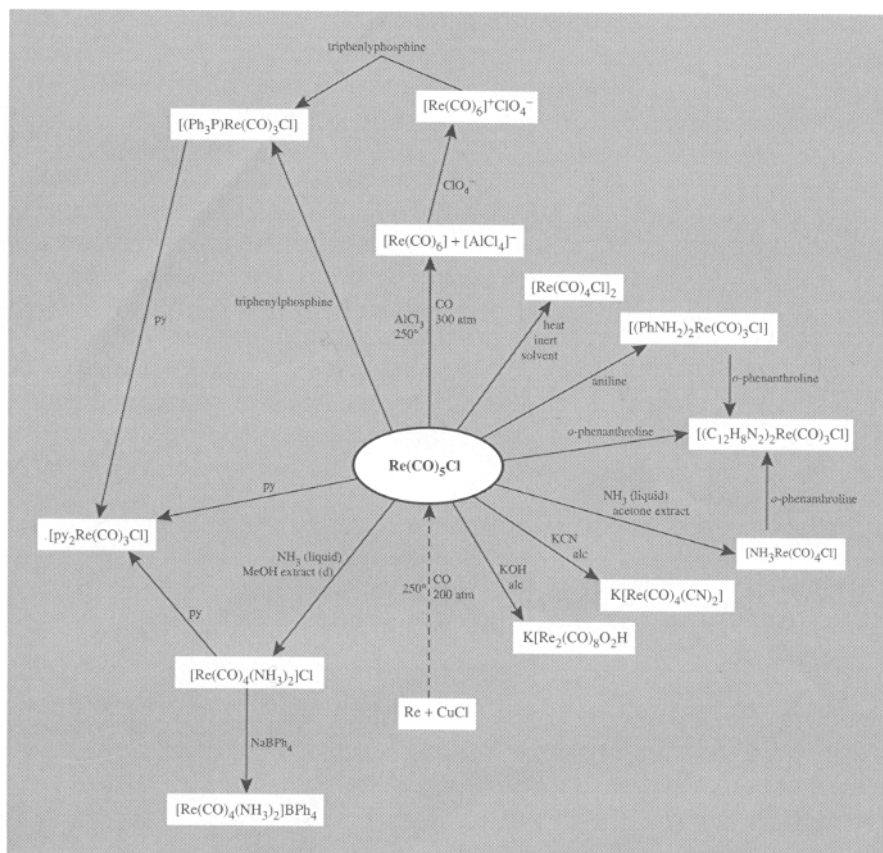 triphenlyphosphine
[Re(CO)₆]⁺ClO₄⁻
[(Ph₃P)Re(CO)₃Cl]
ClO₄⁻
[Re(CO)₆] + [AlCl₄]⁻
[Re(CO)₄Cl]₂
triphenylphosphine
py
AlCl₃
250°
CO
300 atm
heat
inert
solvent
[(PhNH₂)₂Re(CO)₃Cl]
aniline
o-phenanthroline
o-phenanthroline
[(C₁₂H₈N₂)₂Re(CO)₃Cl]
Re(CO)₅Cl
py
NH₃ (liquid)
acetone extract
o-phenanthroline
.[py₂Re(CO)₃Cl]
NH₃ (liquid)
MeOH extract (d)
KCN
alc
[NH₃Re(CO)₄Cl]
250°
CO
200 atm
KOH
alc
K[Re(CO)₄(CN)₂]
py
K[Re₂(CO)₈O₂H
[Re(CO)₄(NH₃)₂]Cl
Re + CuCl
NaBPh₄
[Re(CO)₄(NH₃)₂]BPh₄